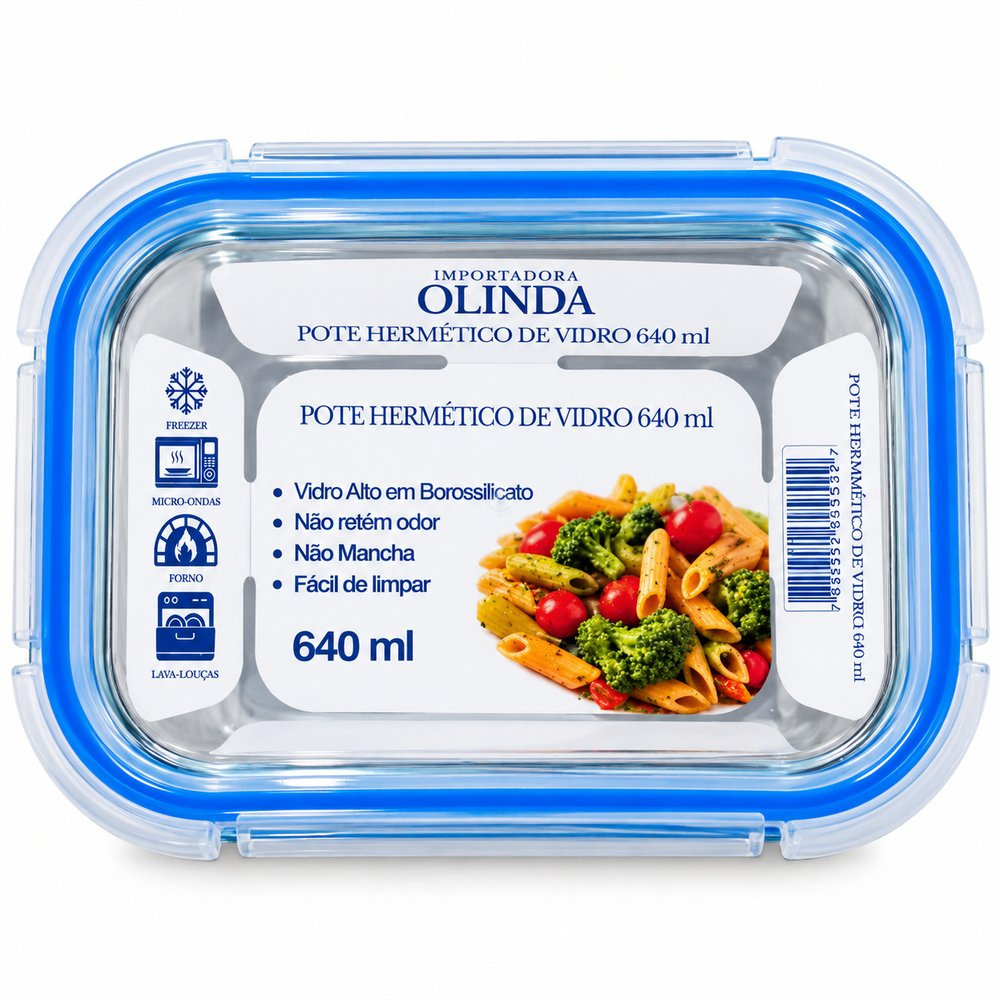 IMPORTADORA
OLINDA
POTE HERMÉTICO DE VIDRO 640 ml
FREEZER
MICRO-ONDAS
FORNO
LAVA-LOUÇAS
POTE HERMÉTICO DE VIDRO 640 ml
• Vidro Alto em Borossilicato
• Não retém odor
• Não Mancha
• Fácil de limpar
640 ml
POTE HERMÉTICO DE VIDRO 640 ml